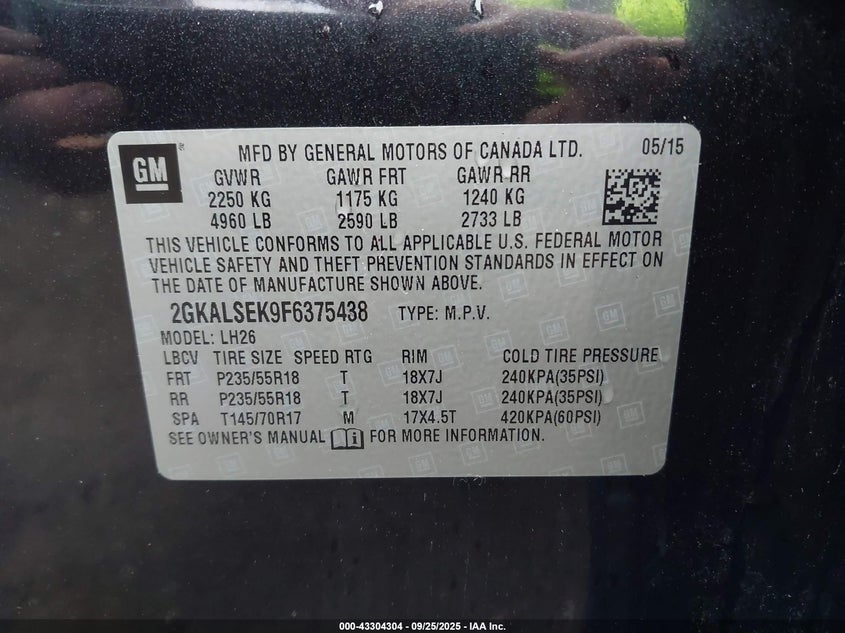 GM
MFD BY GENERAL MOTORS OF CANADA LTD. 05/15
GVWR GAWR FRT GAWR RR
2250 KG 1175 KG 1240 KG
4960 LB 2590 LB 2733 LB
THIS VEHICLE CONFORMS TO ALL APPLICABLE U.S. FEDERAL MOTOR
VEHICLE SAFETY AND THEFT PREVENTION STANDARDS IN EFFECT ON
THE DATE OF MANUFACTURE SHOWN ABOVE.
2GKALSEK9F6375438 TYPE: M.P.V.
MODEL: LH26
LBCV TIRE SIZE SPEED RTG RIM COLD TIRE PRESSURE
FRT P235/55R18 T 18X7J 240KPA(35PSI)
RR P235/55R18 T 18X7J 240KPA(35PSI)
SPA T145/70R17 M 17X4.5T 420KPA(60PSI)
SEE OWNER'S MANUAL FOR MORE INFORMATION.
000-43304304 - 09/25/2025 - IAA Inc.